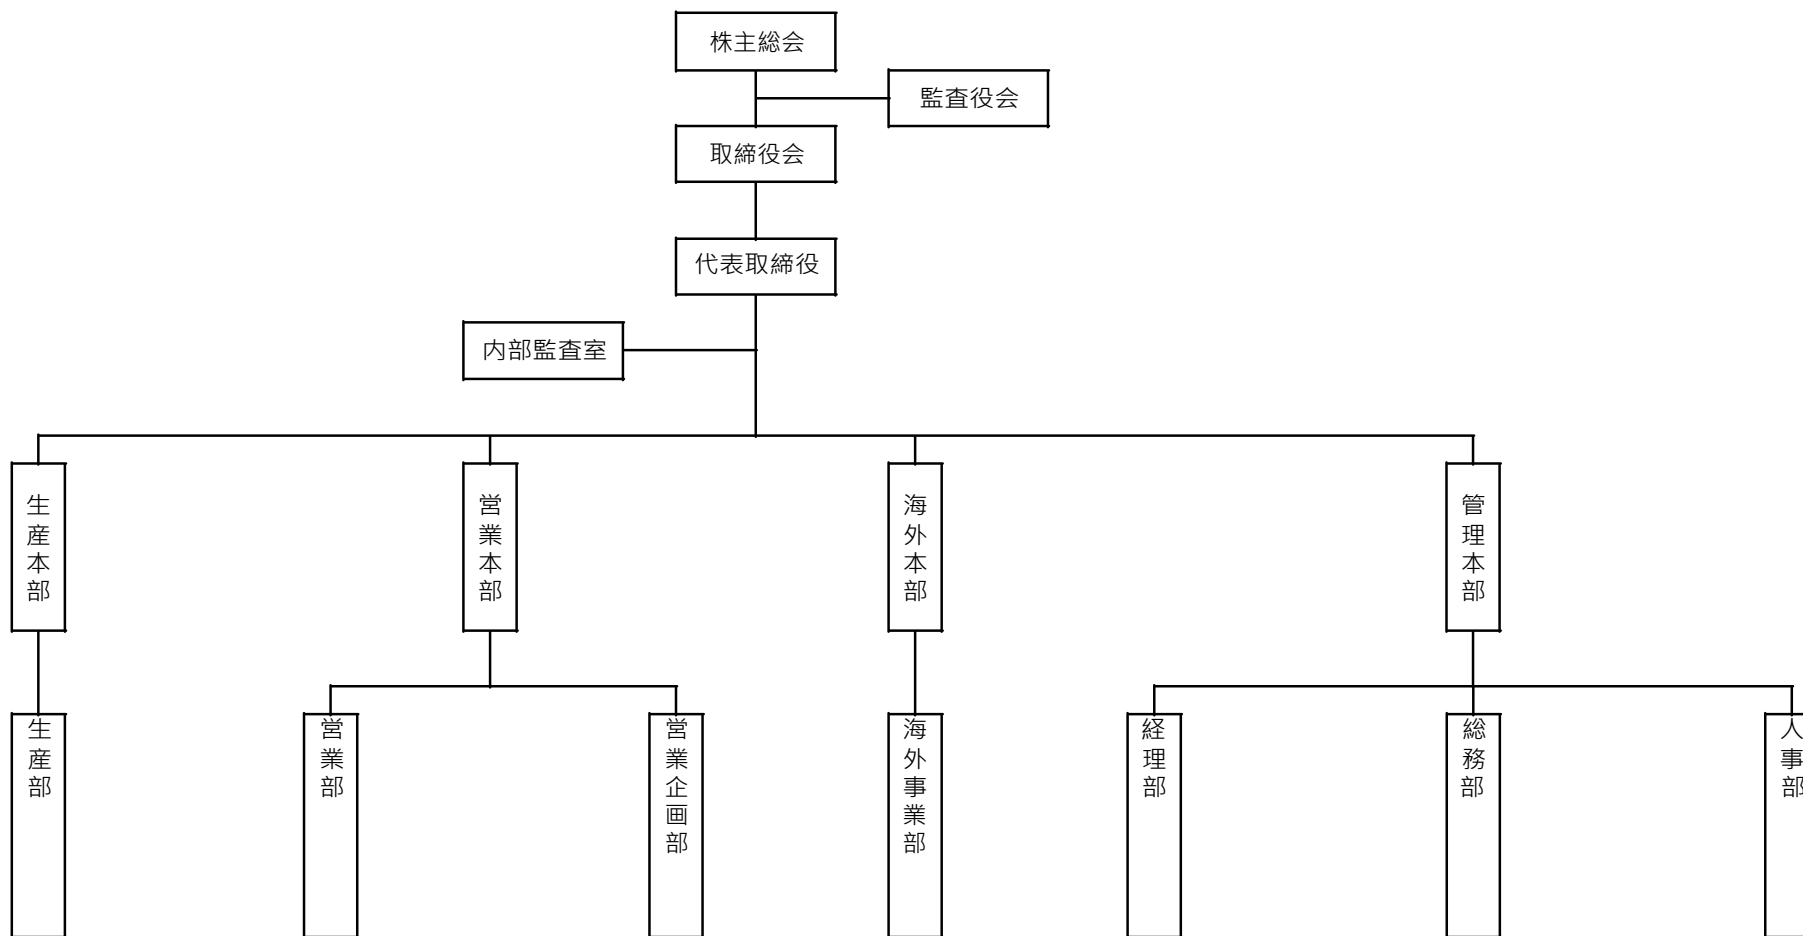 株主総会
監査役会
取締役会
代表取締役
内部監査室
生産本部
営業本部
海外本部
管理本部
生産部
営業部
営業企画部
海外事業部
経理部
総務部
人事部